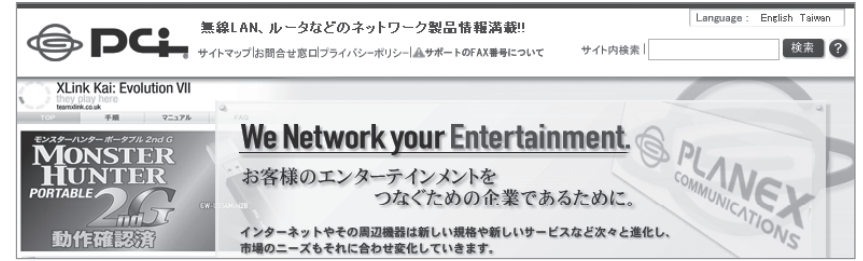 Language : English Taiwan
PCi
無線LAN、ルータなどのネットワーク製品情報満載!!
サイトマップ|お問合せ窓口|プライバシーポリシー|▲サポートのFAX番号について
サイト内検索
検索 ?
XLink Kai: Evolution VII
they play here
teamxlink.co.uk
TOP 手順 マニュアル FAQ
モンスターハンターポータブル 2nd G
MONSTER
HUNTER
PORTABLE
2nd G
動作確認済
We Network your Entertainment.
お客様のエンターテインメントを
つなぐための企業であるために。
インターネットやその周辺機器は新しい規格や新しいサービスなど次々と進化し、
市場のニーズもそれに合わせ変化していきます。
PLANEX
COMMUNICATIONS